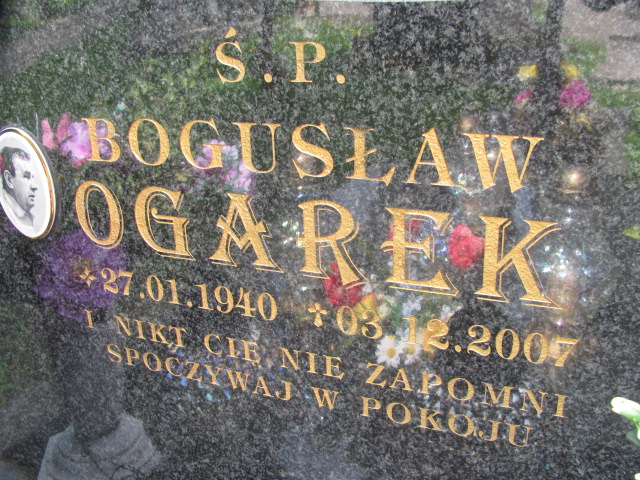 Ś.P.
BOGUSŁAW
OGAREK
27.01.1940 03.12.2007
I NIKT CIĘ NIE ZAPOMNI
SPOCZYWAJ W POKOJU